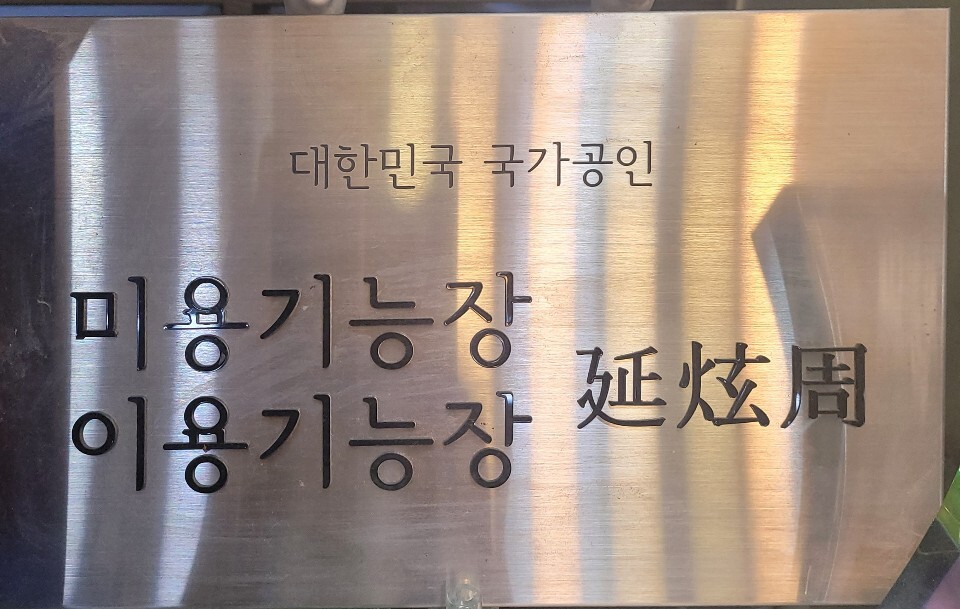 대한민국 국가공인
미용기능장
이용기능장
延炫周